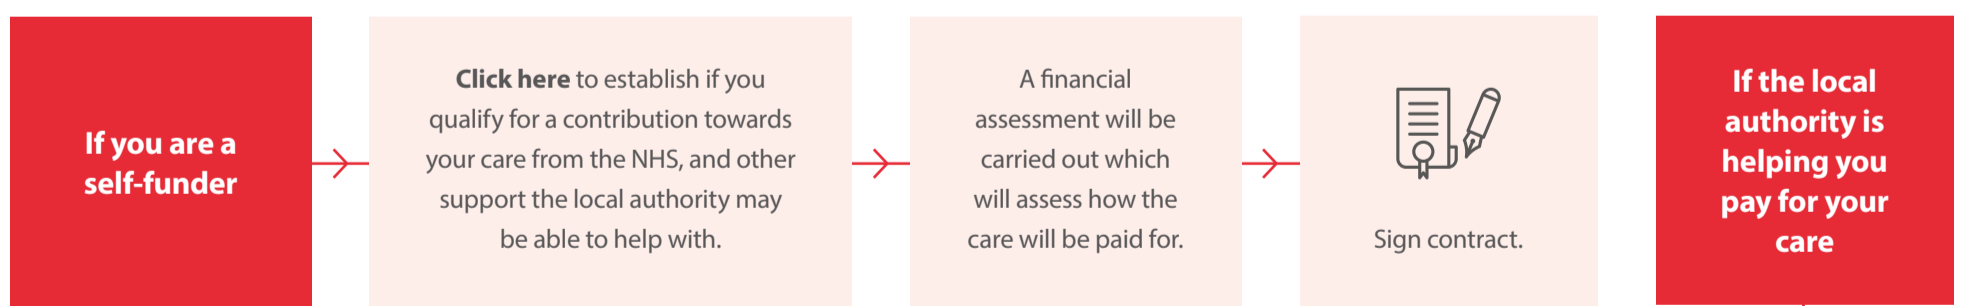 If you are a
self-funder
Click here to establish if you
qualify for a contribution towards
your care from the NHS, and other
support the local authority may
be able to help with.
A financial
assessment will be
carried out which
will assess how the
care will be paid for.
Sign contract.
If the local
authority is
helping you
pay for your
care